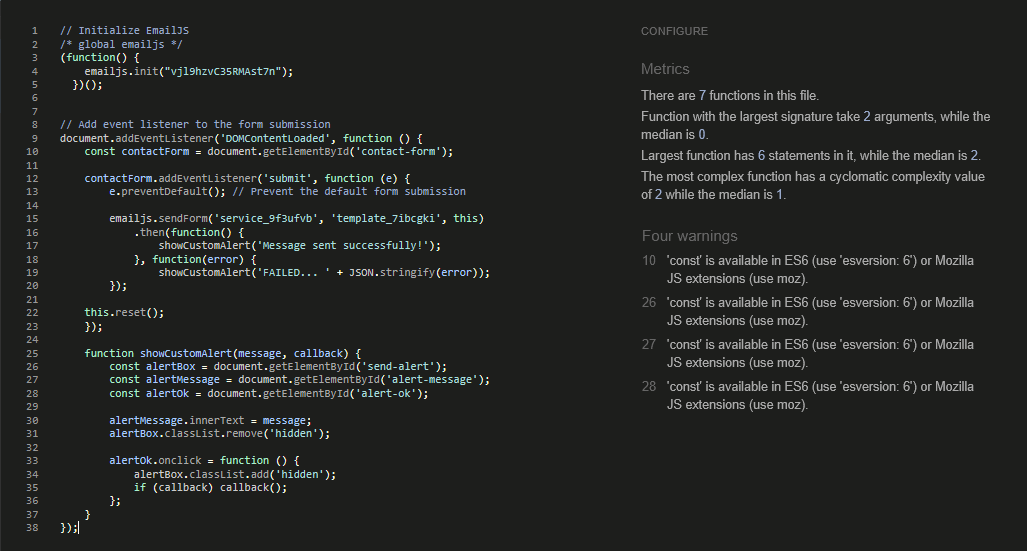 1 // Initialize EmailJS
2 /* global emailjs */
3 (function() {
4 emailjs.init("vjl9hzvC35RMAst7n");
5 })();
6
7
8 // Add event listener to the form submission
9 document.addEventListener('DOMContentLoaded', function () {
10 const contactForm = document.getElementById('contact-form');
11
12 contactForm.addEventListener('submit', function (e) {
13 e.preventDefault(); // Prevent the default form submission
14
15 emailjs.sendForm('service_9f3ufvb', 'template_7ibcgki', this)
16 .then(function() {
17 showCustomAlert('Message sent successfully!');
18 }, function(error) {
19 showCustomAlert('FAILED... ' + JSON.stringify(error));
20 });
21
22 this.reset();
23 });
24
25 function showCustomAlert(message, callback) {
26 const alertBox = document.getElementById('send-alert');
27 const alertMessage = document.getElementById('alert-message');
28 const alertOk = document.getElementById('alert-ok');
29
30 alertMessage.innerText = message;
31 alertBox.classList.remove('hidden');
32
33 alertOk.onclick = function () {
34 alertBox.classList.add('hidden');
35 if (callback) callback();
36 };
37 }
38 });
CONFIGURE
Metrics
There are 7 functions in this file.
Function with the largest signature take 2 arguments, while the
median is 0.
Largest function has 6 statements in it, while the median is 2.
The most complex function has a cyclomatic complexity value
of 2 while the median is 1.
Four warnings
10 'const' is available in ES6 (use 'esversion: 6') or Mozilla
JS extensions (use moz).
26 'const' is available in ES6 (use 'esversion: 6') or Mozilla
JS extensions (use moz).
27 'const' is available in ES6 (use 'esversion: 6') or Mozilla
JS extensions (use moz).
28 'const' is available in ES6 (use 'esversion: 6') or Mozilla
JS extensions (use moz).